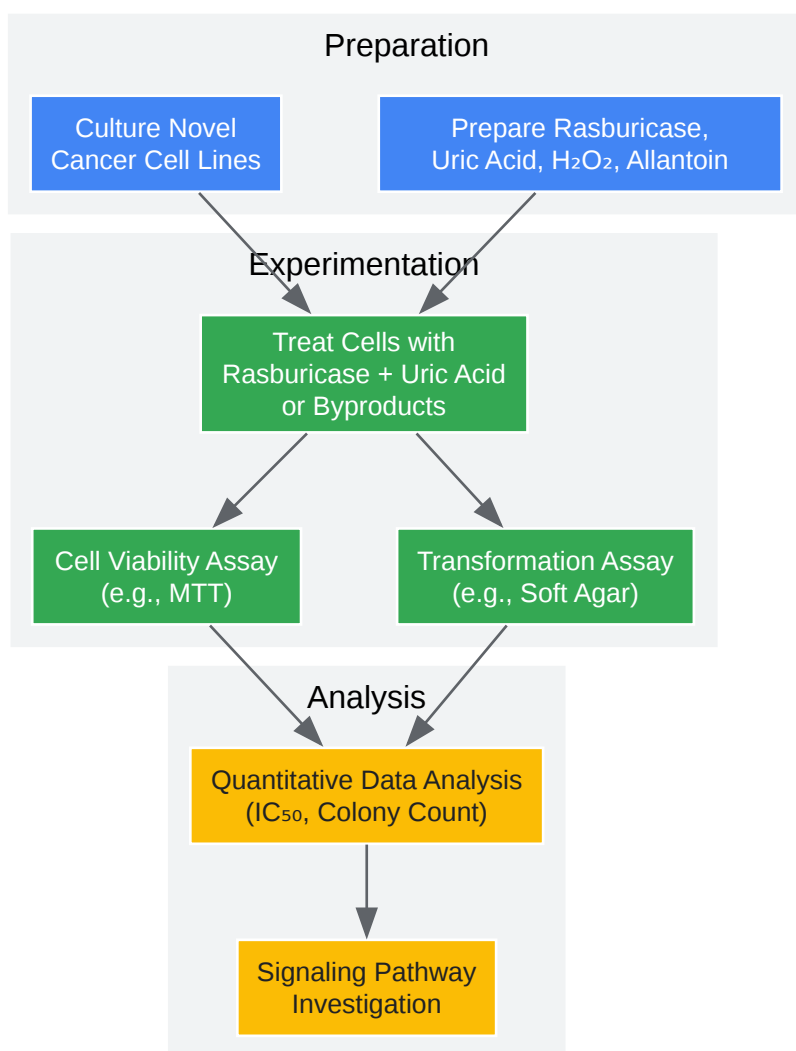 Preparation
Culture Novel
Cancer Cell Lines
Prepare Rasburicase,
Uric Acid, H₂O₂, Allantoin
Experimentation
Treat Cells with
Rasburicase + Uric Acid
or Byproducts
Cell Viability Assay
(e.g., MTT)
Transformation Assay
(e.g., Soft Agar)
Analysis
Quantitative Data Analysis
(IC₅₀, Colony Count)
Signaling Pathway
Investigation